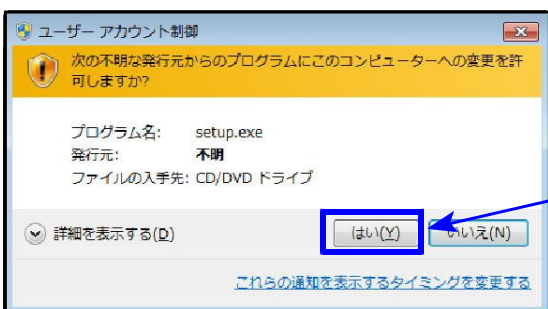 ユーザー アカウント制御
次の不明な発行元からのプログラムにこのコンピューターへの変更を許
可しますか?
プログラム名: setup.exe
発行元: 不明
ファイルの入手先: CD/DVD ドライブ
詳細を表示する(D) はい(Y) いいえ(N)
これらの通知を表示するタイミングを変更する